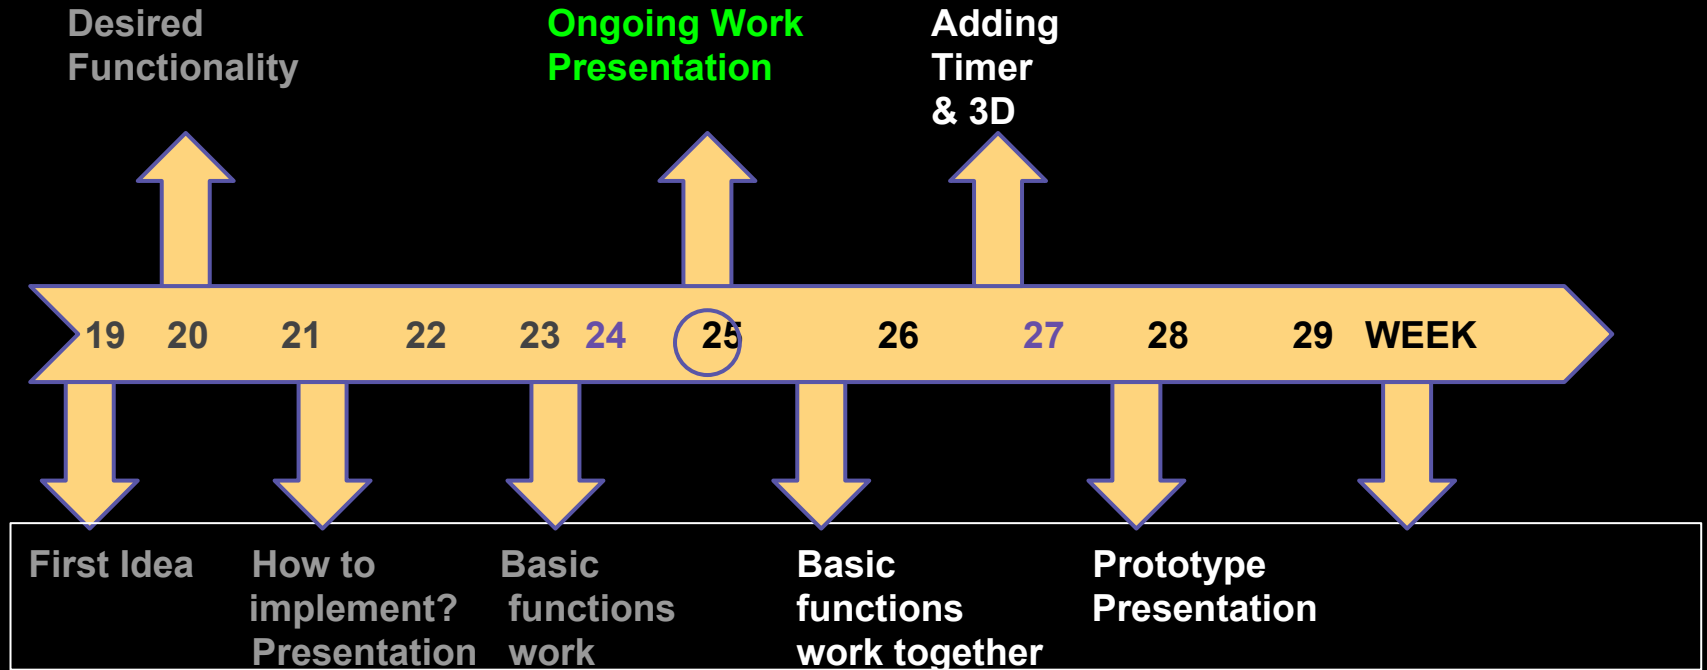 Desired
Functionality
Ongoing Work
Presentation
Adding
Timer
& 3D
19 20 21 22 23 24 25 26 27 28 29 WEEK
First Idea
How to
implement?
Presentation
Basic
functions
work
Basic
functions
work together
Prototype
Presentation